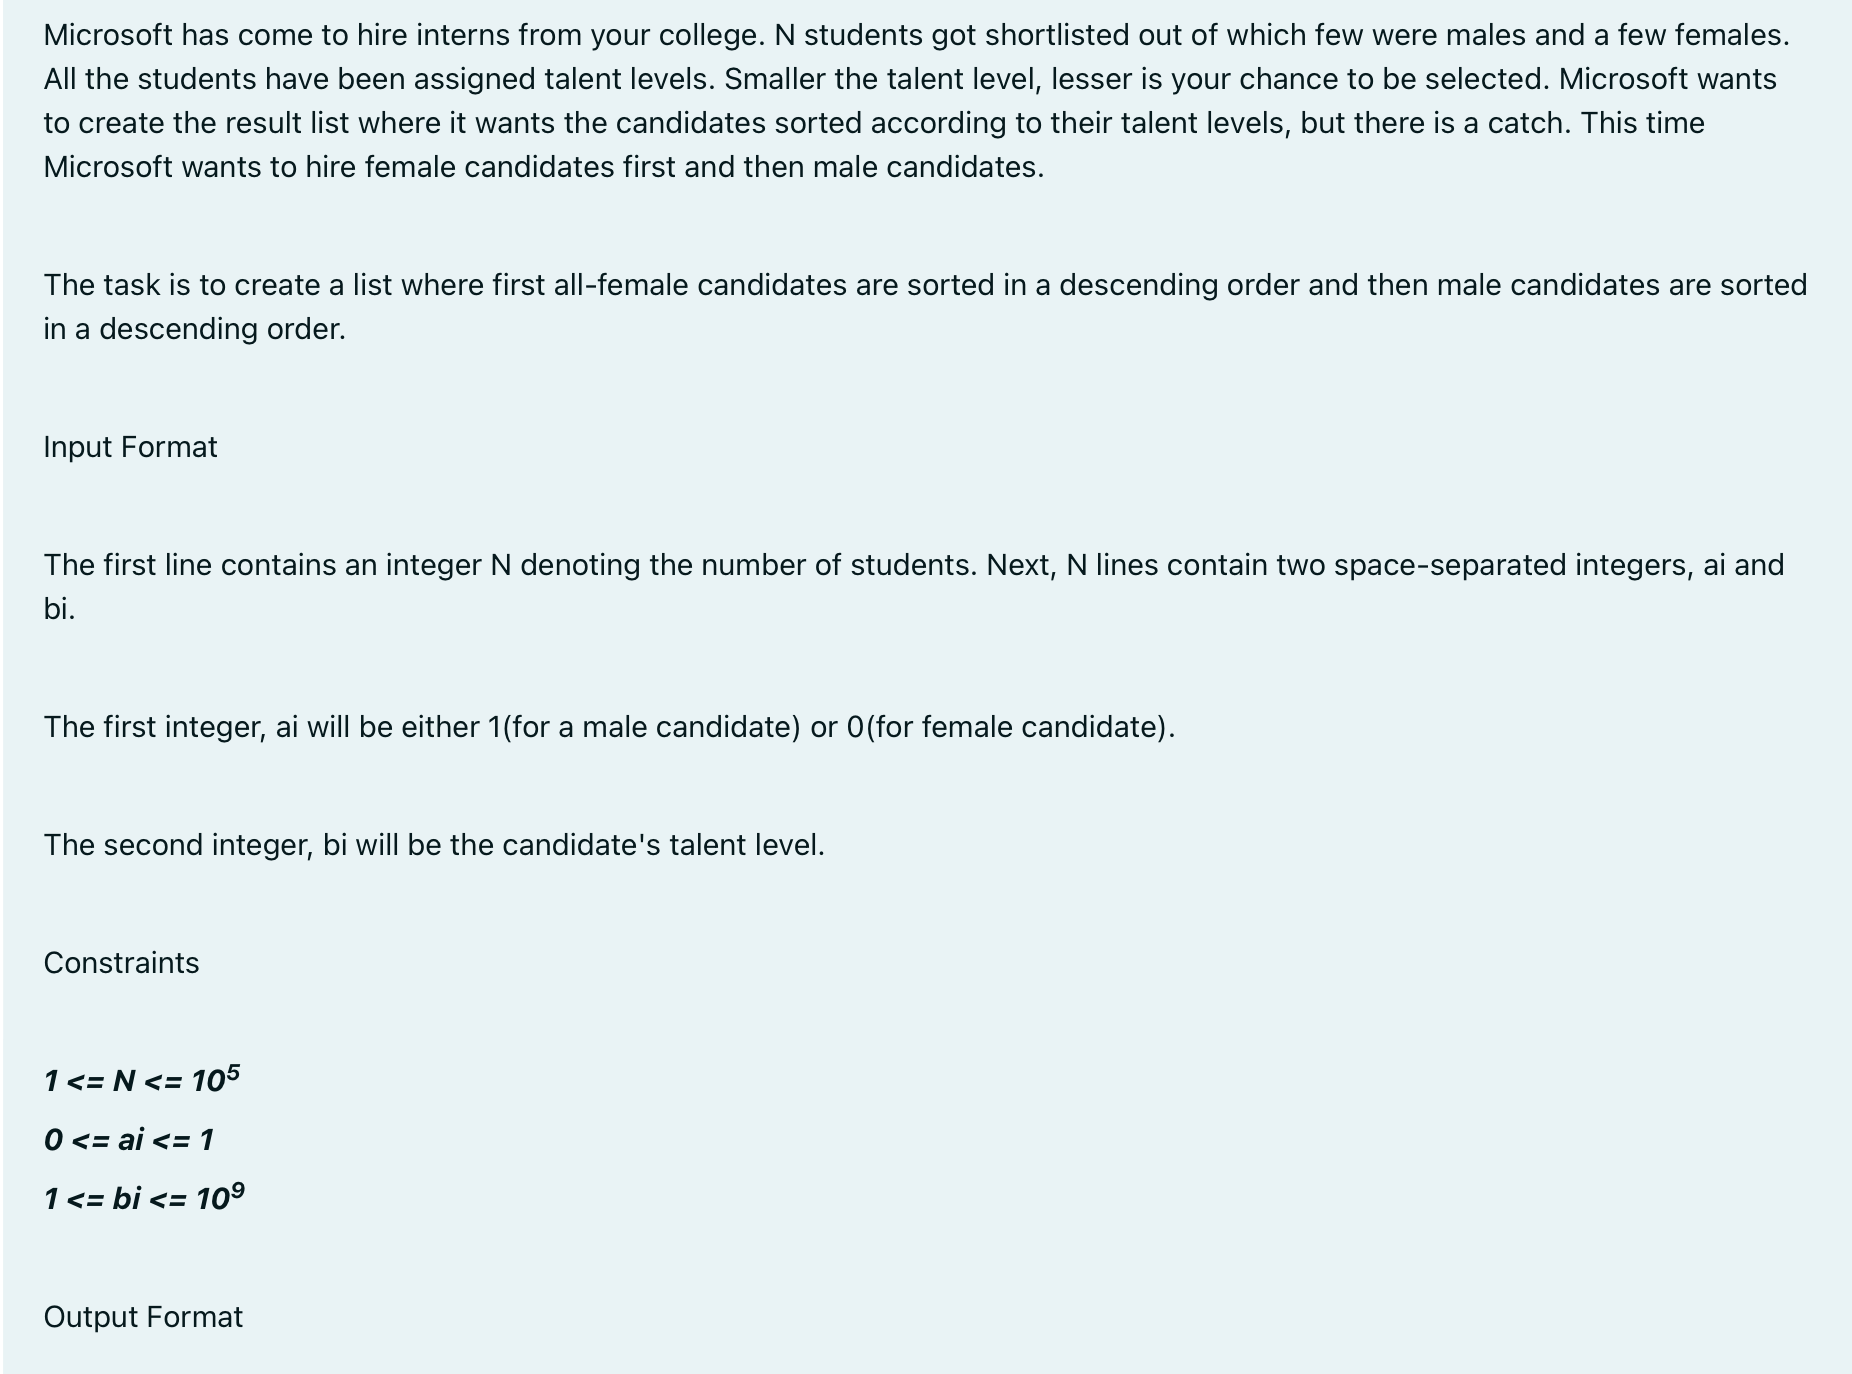 Microsoft has come to hire interns from your college. N students got shortlisted out of which few were males and a few females.
All the students have been assigned talent levels. Smaller the talent level, lesser is your chance to be selected. Microsoft wants
to create the result list where it wants the candidates sorted according to their talent levels, but there is a catch. This time
Microsoft wants to hire female candidates first and then male candidates.
The task is to create a list where first all-female candidates are sorted in a descending order and then male candidates are sorted
in a descending order.
Input Format
The first line contains an integer N denoting the number of students. Next, N lines contain two space-separated integers, ai and
bi.
The first integer, ai will be either 1(for a male candidate) or 0(for female candidate).
The second integer, bi will be the candidate's talent level.
Constraints
1 <= N <= 10⁵
0 <= ai <= 1
1 <= bi <= 10⁹
Output Format